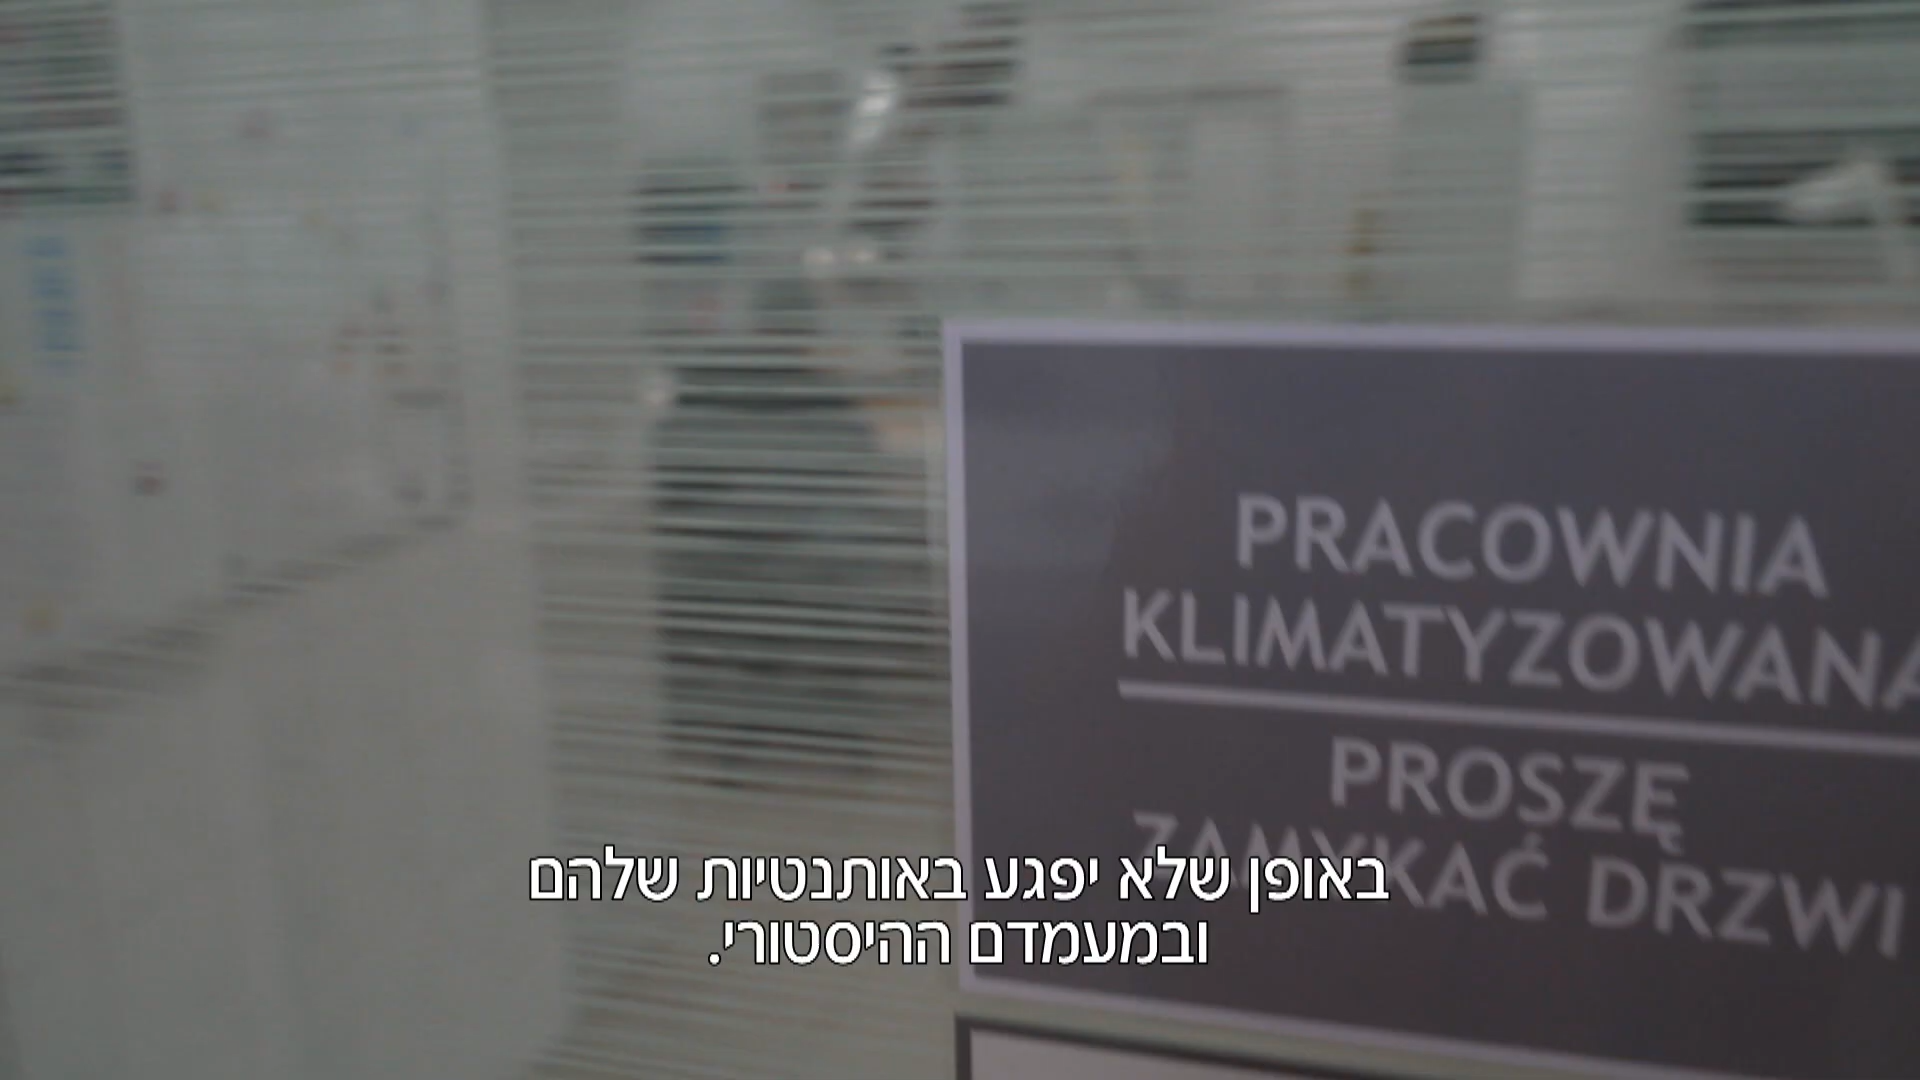 PRACOWNIA
KLIMATYZOWANA
PROSZĘ
ZAMYKAĆ DRZWI
באופן שלא יפגע באותנטיות שלהם
ובמעמדם ההיסטורי.